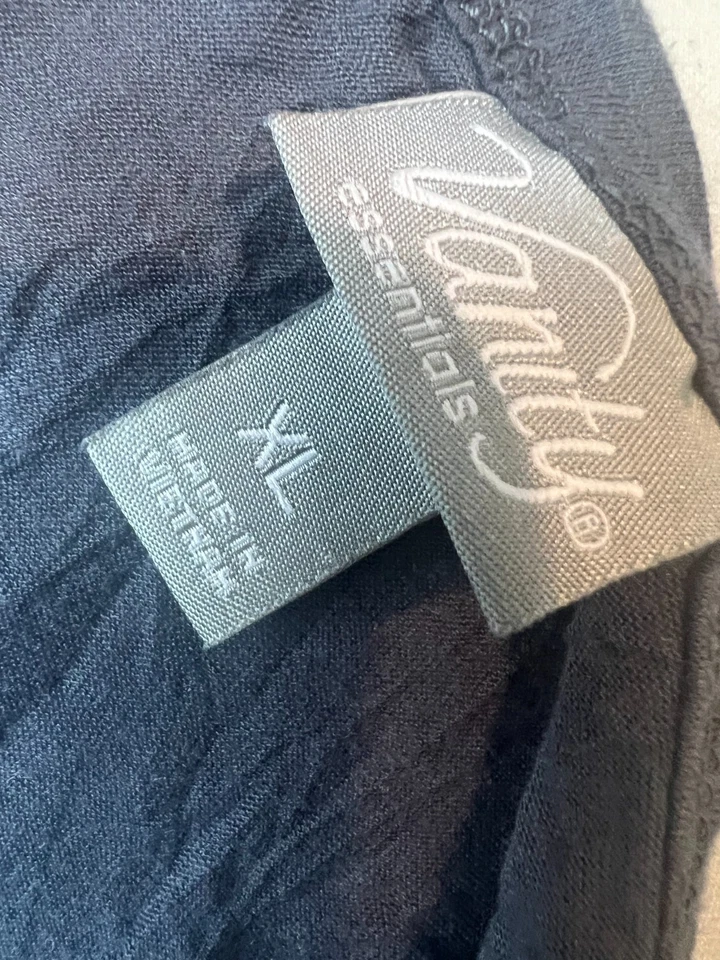 Vanity®
essentials
XL
MADE IN
VIETNAM